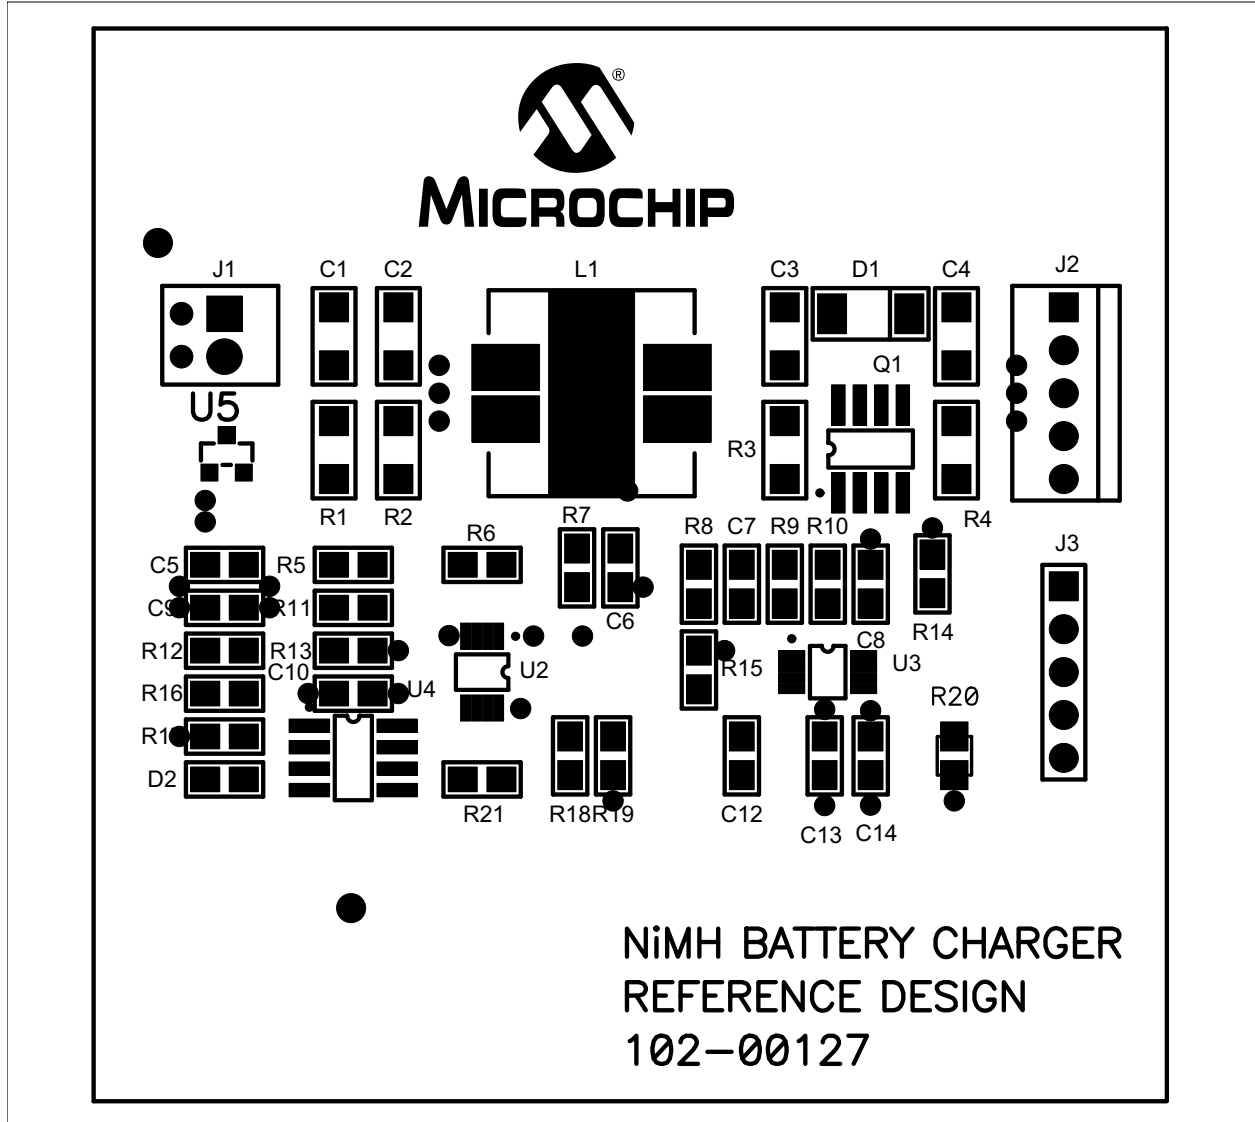 ®
MICROCHIP
J1 C1 C2 L1 C3 D1 C4 J2
Q1
U5
R3
R1 R2 R4
R7 R8 C7 R9 R10
R6 J3
C5 R5
C9 R11 C6 R14
C8
R12 R13 U2 R15 U3
C10
R16 U4 R20
D2
R21 R18 R19 C12 C13 C14
NiMH BATTERY CHARGER
REFERENCE DESIGN
102-00127